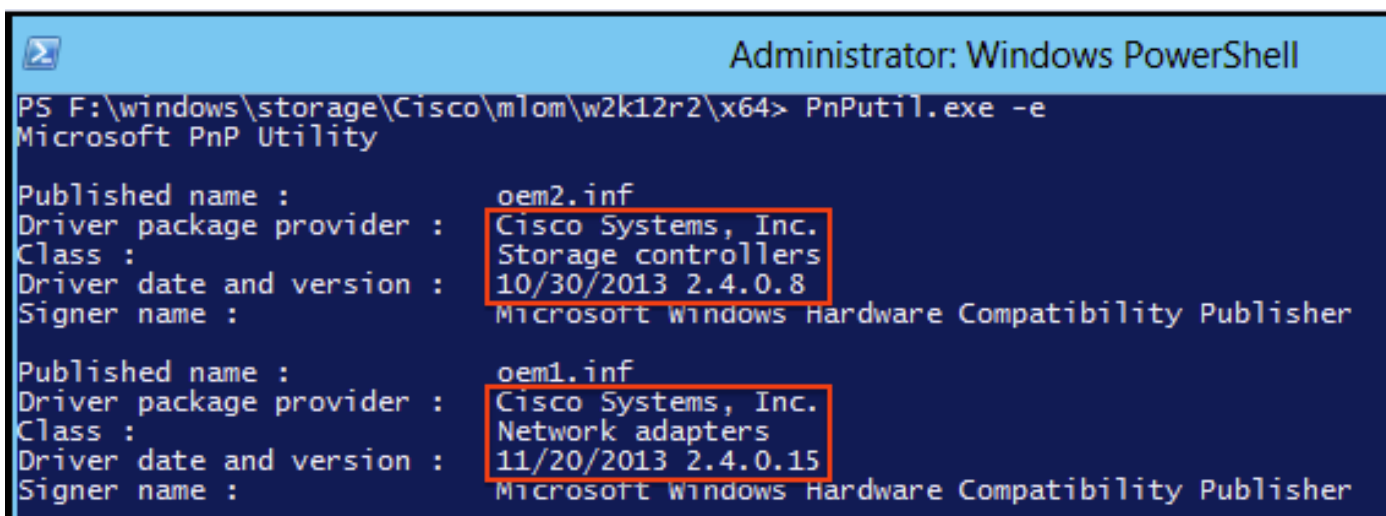 Administrator: Windows PowerShell
PS F:\windows\storage\Cisco\mlom\w2k12r2\x64> PnPutil.exe -e
Microsoft PnP Utility
Published name : oem2.inf
Driver package provider : Cisco Systems, Inc.
Class : Storage controllers
Driver date and version : 10/30/2013 2.4.0.8
Signer name : Microsoft Windows Hardware Compatibility Publisher
Published name : oem1.inf
Driver package provider : Cisco Systems, Inc.
Class : Network adapters
Driver date and version : 11/20/2013 2.4.0.15
Signer name : Microsoft Windows Hardware Compatibility Publisher